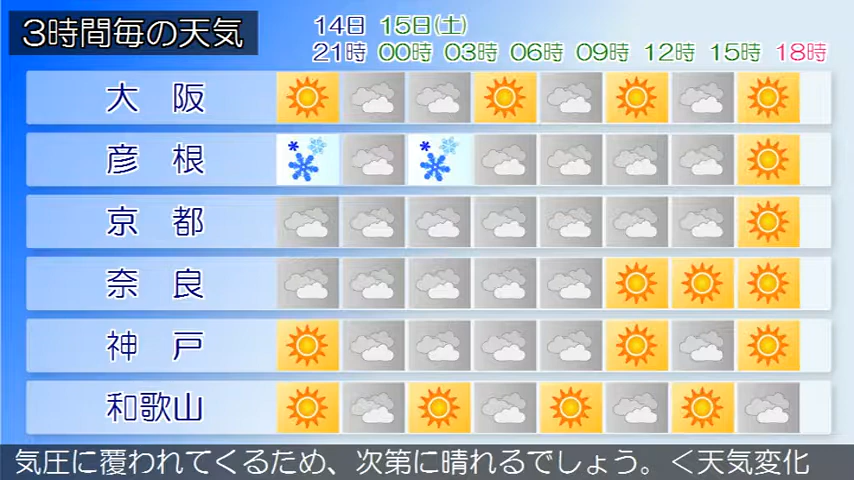 3時間毎の天気
14日 15日(土)
21時 00時 03時 06時 09時 12時 15時 18時
大 阪
彦 根
京 都
奈 良
神 戸
和歌山
気圧に覆われてくるため、次第に晴れるでしょう。＜天気変化